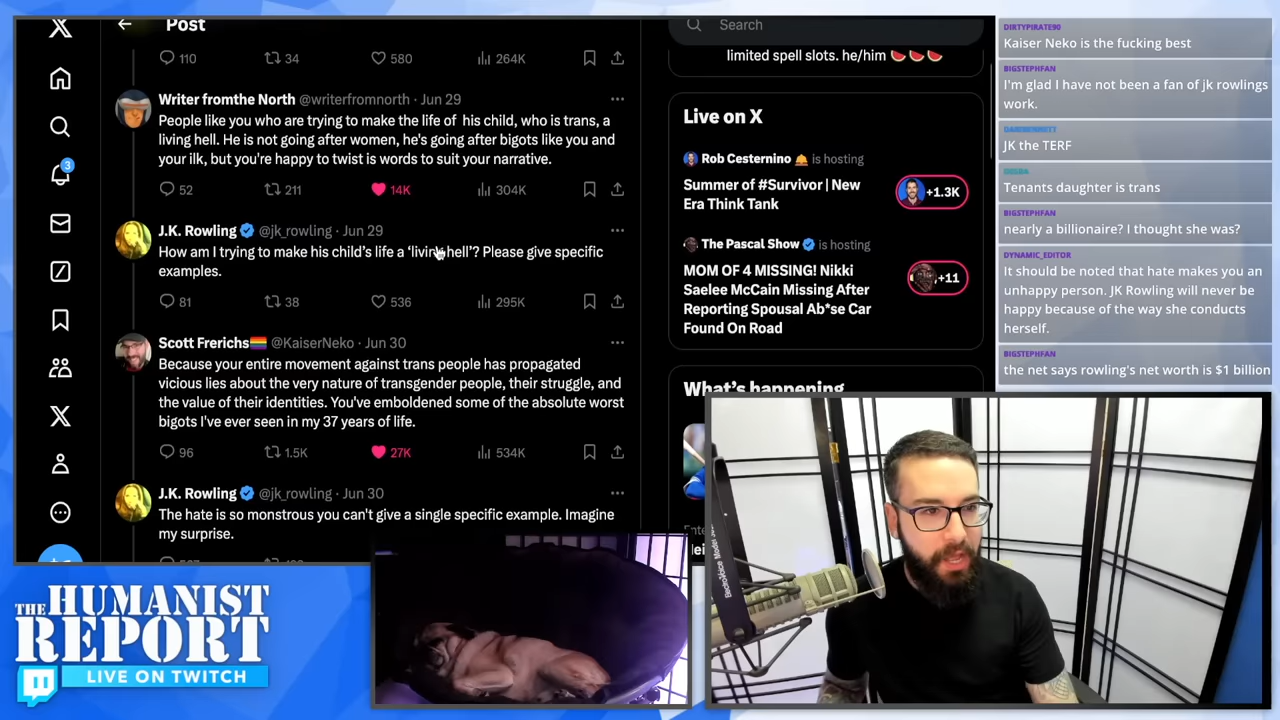 Post
Search
110
34
580
264K
limited spell slots. he/him 🍉🍉🍉
Writer fromthe North @writerfromnorth · Jun 29
People like you who are trying to make the life of his child, who is trans, a
living hell. He is not going after women, he's going after bigots like you and
your ilk, but you're happy to twist is words to suit your narrative.
52
211
14K
304K
J.K. Rowling @jk_rowling · Jun 29
How am I trying to make his child's life a 'living hell'? Please give specific
examples.
81
38
536
295K
Scott Frerichs🏳️‍🌈 @KaiserNeko · Jun 30
Because your entire movement against trans people has propagated
vicious lies about the very nature of transgender people, their struggle, and
the value of their identities. You've emboldened some of the absolute worst
bigots I've ever seen in my 37 years of life.
96
1.5K
27K
534K
J.K. Rowling @jk_rowling · Jun 30
The hate is so monstrous you can't give a single specific example. Imagine
my surprise.
3
Live on X
Rob Cesternino 🛎️ is hosting
Summer of #Survivor | New
Era Think Tank
+1.3K
The Pascal Show is hosting
MOM OF 4 MISSING! Nikki
Saelee McCain Missing After
Reporting Spousal Ab*se Car
Found On Road
+11
What's happening
DIRTYPIRATE90
Kaiser Neko is the fucking best
BIGSTEPHFAN
I'm glad I have not been a fan of jk rowlings
work.
JK the TERF
Tenants daughter is trans
BIGSTEPHFAN
nearly a billionaire? I thought she was?
DYNAMIC_EDITOR
It should be noted that hate makes you an
unhappy person. JK Rowling will never be
happy because of the way she conducts
herself.
BIGSTEPHFAN
the net says rowling's net worth is $1 billion
THE
HUMANIST
REPORT
LIVE ON TWITCH